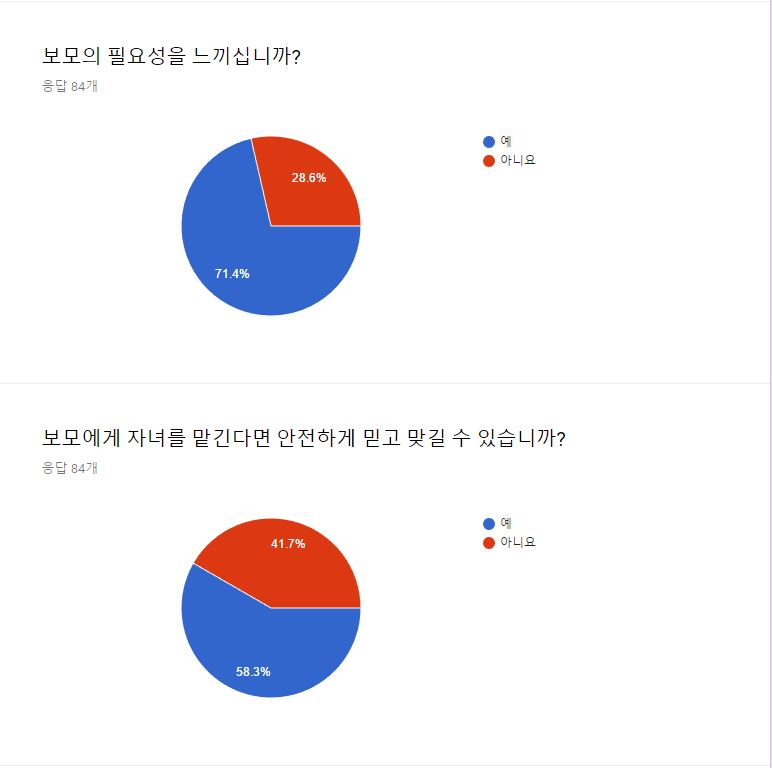 보모의 필요성을 느끼십니까?
응답 84개
예
아니요
28.6%
71.4%
보모에게 자녀를 맡긴다면 안전하게 믿고 맞길 수 있습니까?
응답 84개
예
아니요
41.7%
58.3%